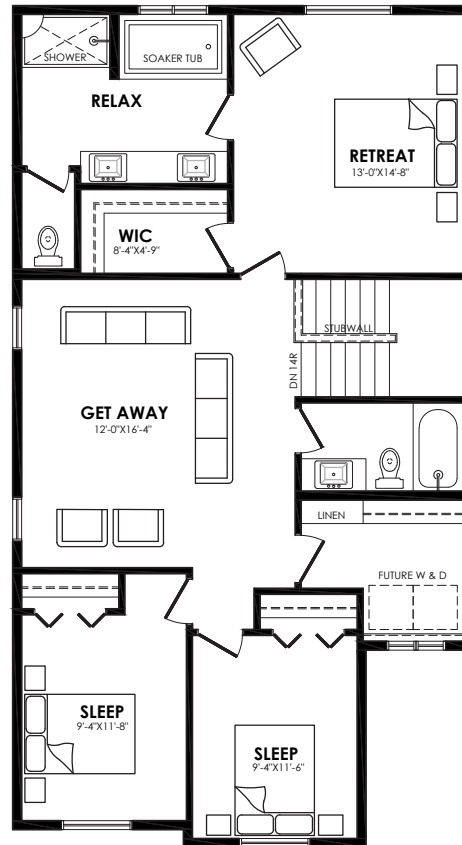 SHOWER
SOAKER TUB
RELAX
RETREAT
13'-0"X14'-8"
WIC
8'-4"X4'-9"
STUBWALL
DN 14R
GET AWAY
12'-0"X16'-4"
LINEN
FUTURE W & D
SLEEP
9'-4"X11'-8"
SLEEP
9'-4"X11'-6"